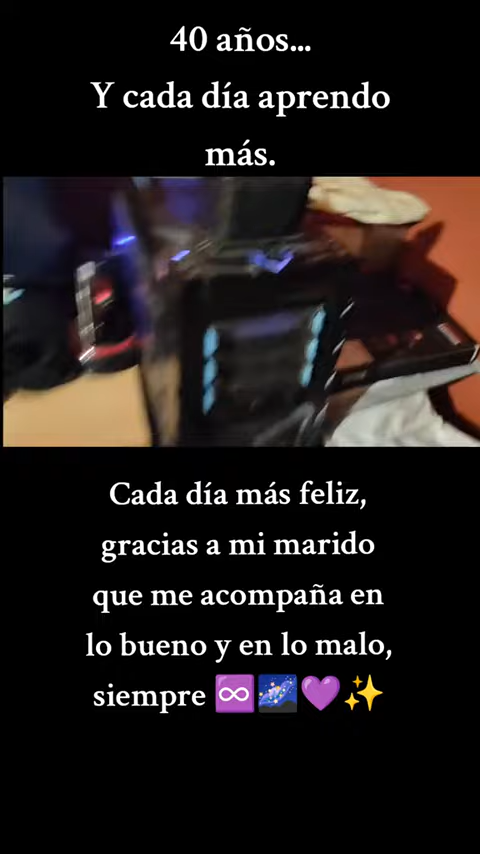 40 años...
Y cada día aprendo
más.
Cada día más feliz,
gracias a mi marido
que me acompaña en
lo bueno y en lo malo,
siempre ♾️🌌💜✨